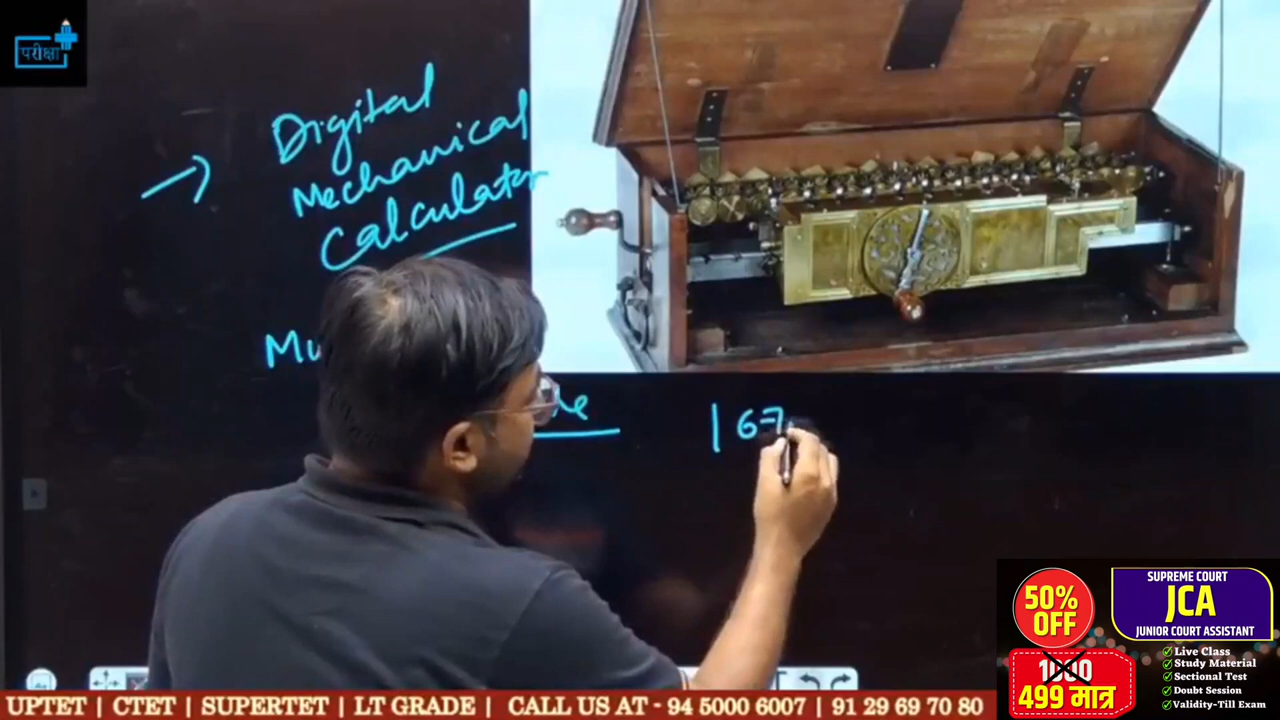 परीक्षा
Digital
Mechanical
Calculator
167
50%
OFF
1000
499 मात्र
SUPREME COURT
JCA
JUNIOR COURT ASSISTANT
Live Class
Study Material
Sectional Test
Doubt Session
Validity-Till Exam
UPTET | CTET | SUPERTET | LT GRADE | CALL US AT - 94 5000 6007 | 91 29 69 70 80